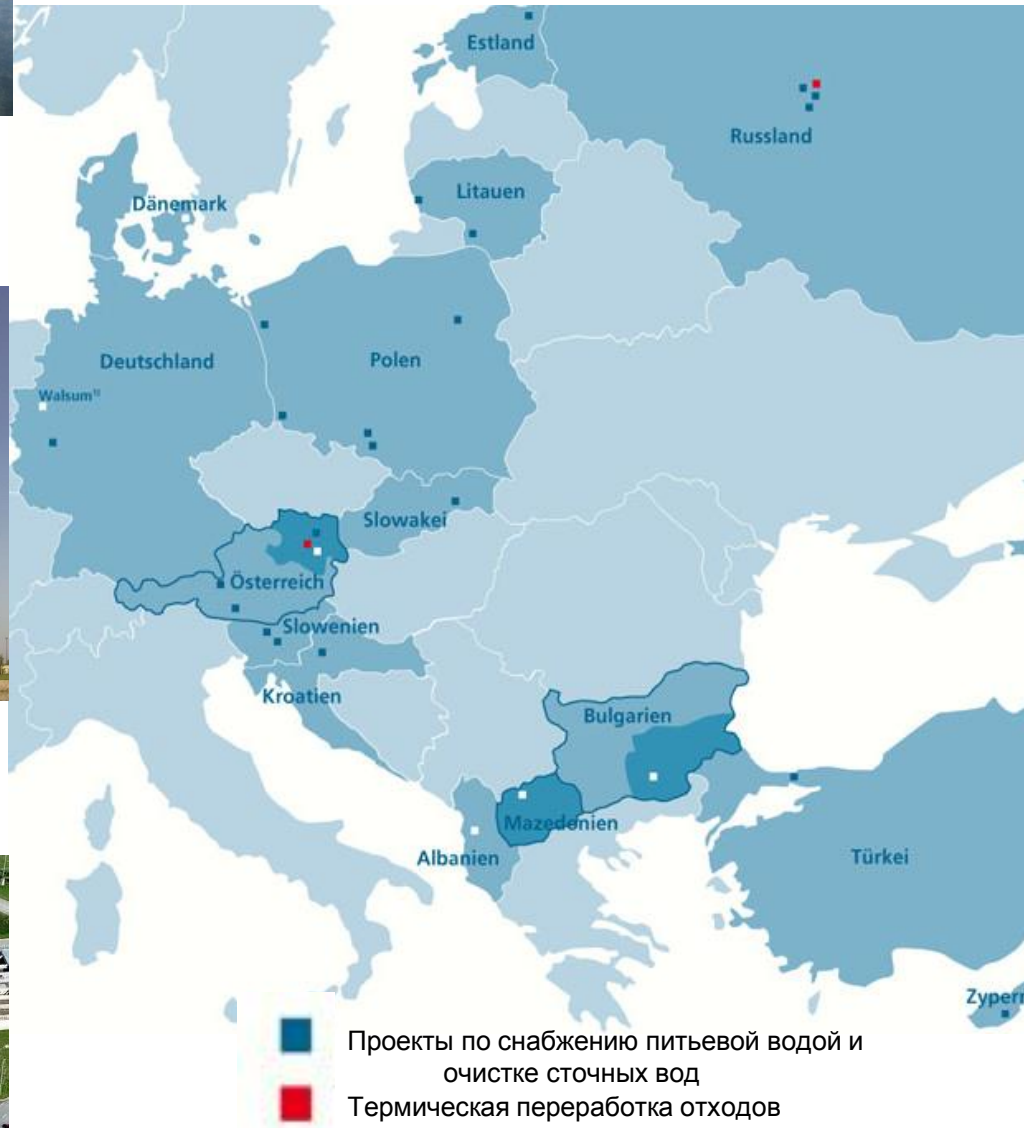 Estland
Russland
Litauen
Dänemark
Deutschland
Polen
Walsum¹⁾
Slowakei
Österreich
Slowenien
Kroatien
Bulgarien
Mazedonien
Albanien
Türkei
Zypern
Проекты по снабжению питьевой водой и
очистке сточных вод
Термическая переработка отходов